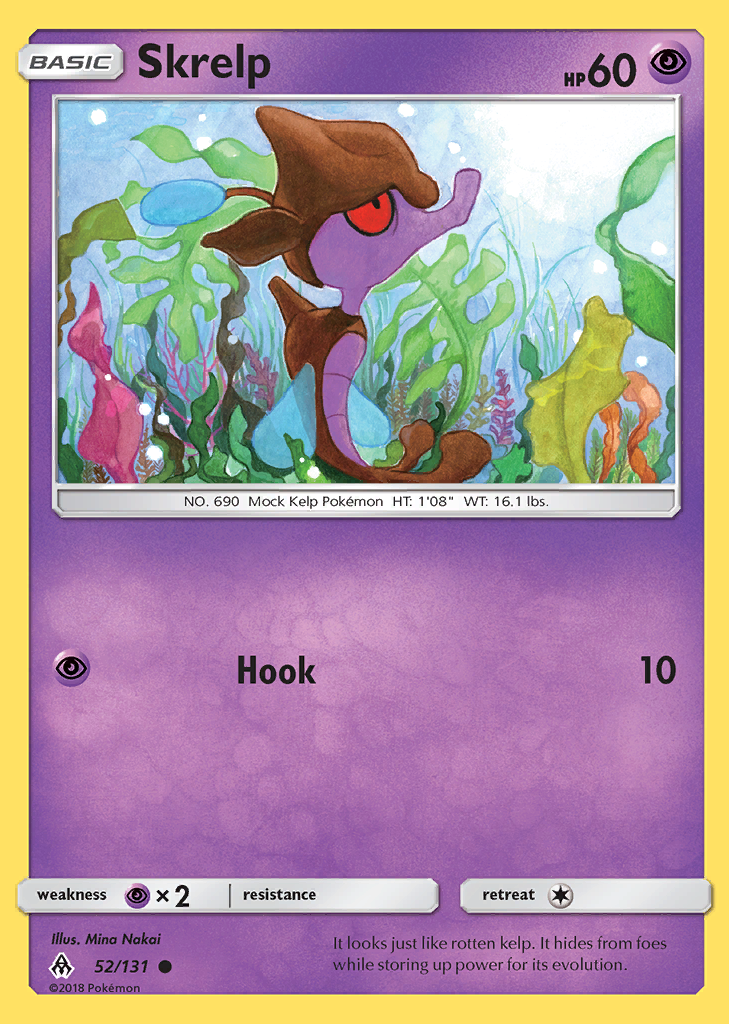 BASIC Skrelp HP60
NO. 690 Mock Kelp Pokémon HT: 1'08" WT: 16.1 lbs.
Hook 10
weakness ×2 resistance retreat
Illus. Mina Nakai
52/131
©2018 Pokémon
It looks just like rotten kelp. It hides from foes
while storing up power for its evolution.